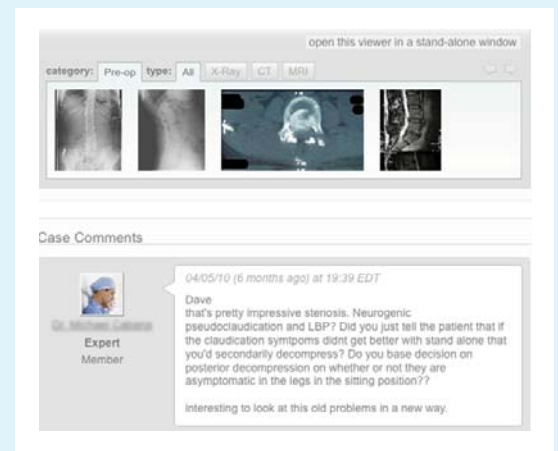 open this viewer in a stand-alone window
category: Pre-op type: All X-Ray CT MRI
Case Comments
04/05/10 (6 months ago) at 19:39 EDT
Dave
that's pretty impressive stenosis. Neurogenic
pseudoclaudication and LBP? Did you just tell the patient that if
the claudication symtpoms didnt get better with stand alone that
you'd secondarily decompress? Do you base decision on
posterior decompression on whether or not they are
asymptomatic in the legs in the sitting position??
interesting to look at this old problems in a new way.
Expert
Member